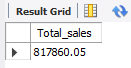 Result Grid
Total_sales
817860.05